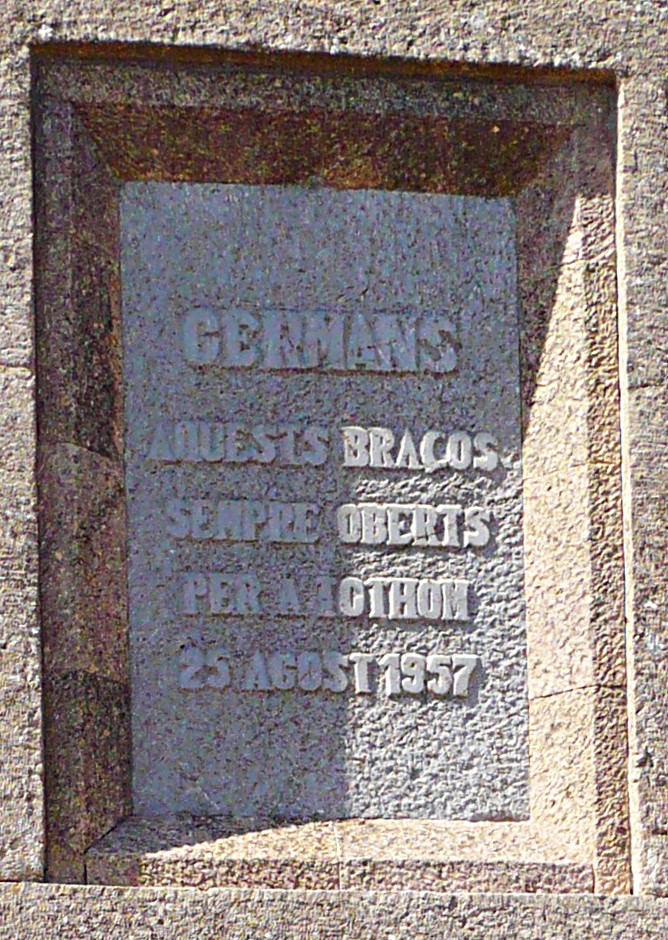 GERMANS
AQUESTS BRAÇOS
SEMPRE OBERTS
PER A TOTHOM
25 AGOST 1957